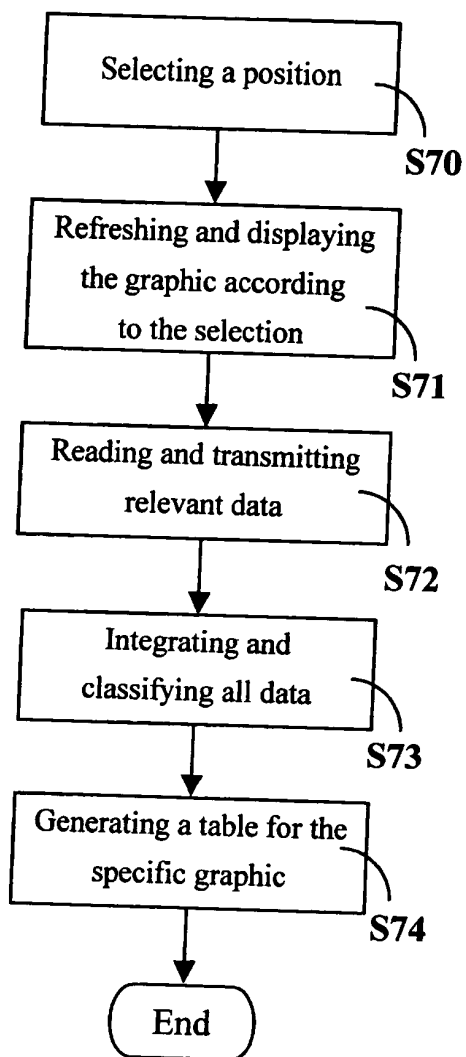 Selecting a position
S70
Refreshing and displaying
the graphic according
to the selection
S71
Reading and transmitting
relevant data
S72
Integrating and
classifying all data
S73
Generating a table for the
specific graphic
S74
End